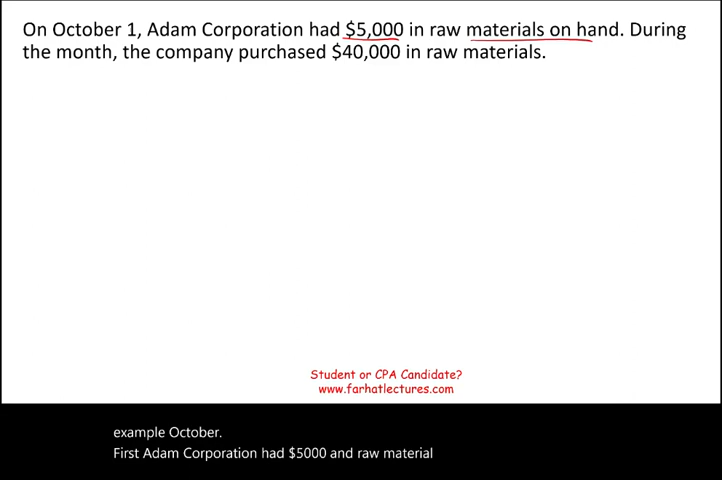 On October 1, Adam Corporation had $5,000 in raw materials on hand. During
the month, the company purchased $40,000 in raw materials.
Student or CPA Candidate?
www.farhatlectures.com
example October.
First Adam Corporation had $5000 and raw material